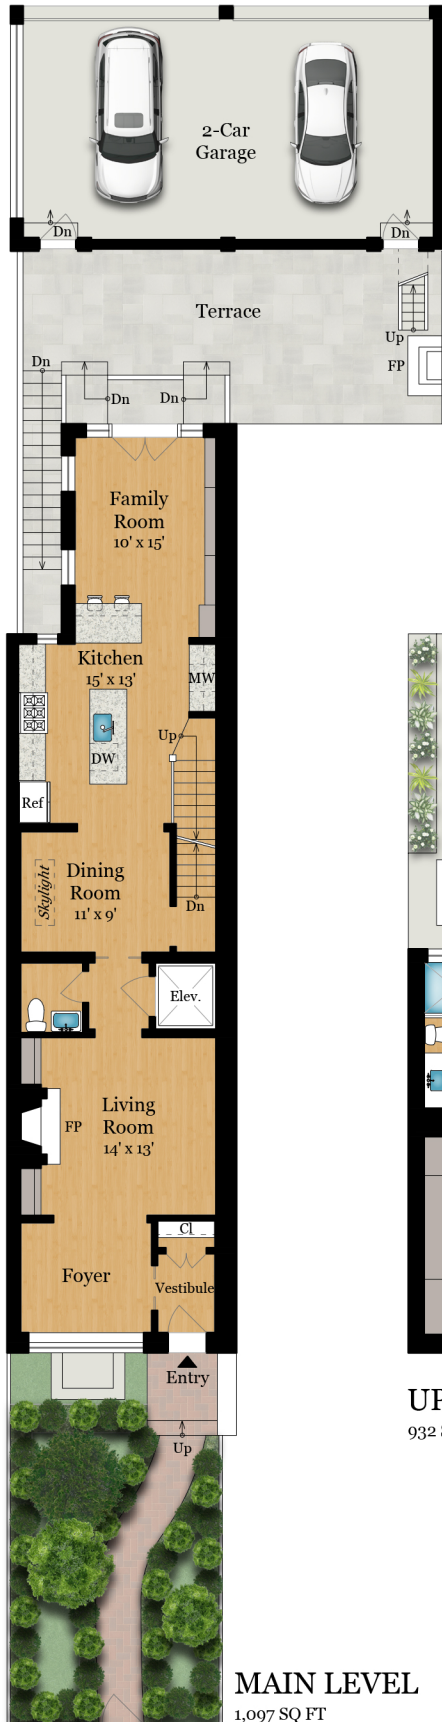 2-Car
Garage
Dn
Dn
Terrace
Up
FP
Dn
Dn
Dn
Family
Room
10' x 15'
Kitchen
15' x 13'
MW
Up
DW
Ref
Dining
Room
11' x 9'
Skylight
Dn
Elev.
Living
Room
14' x 13'
FP
Cl
Foyer
Vestibule
Entry
Up
UP
932
MAIN LEVEL
1,097 SQ FT